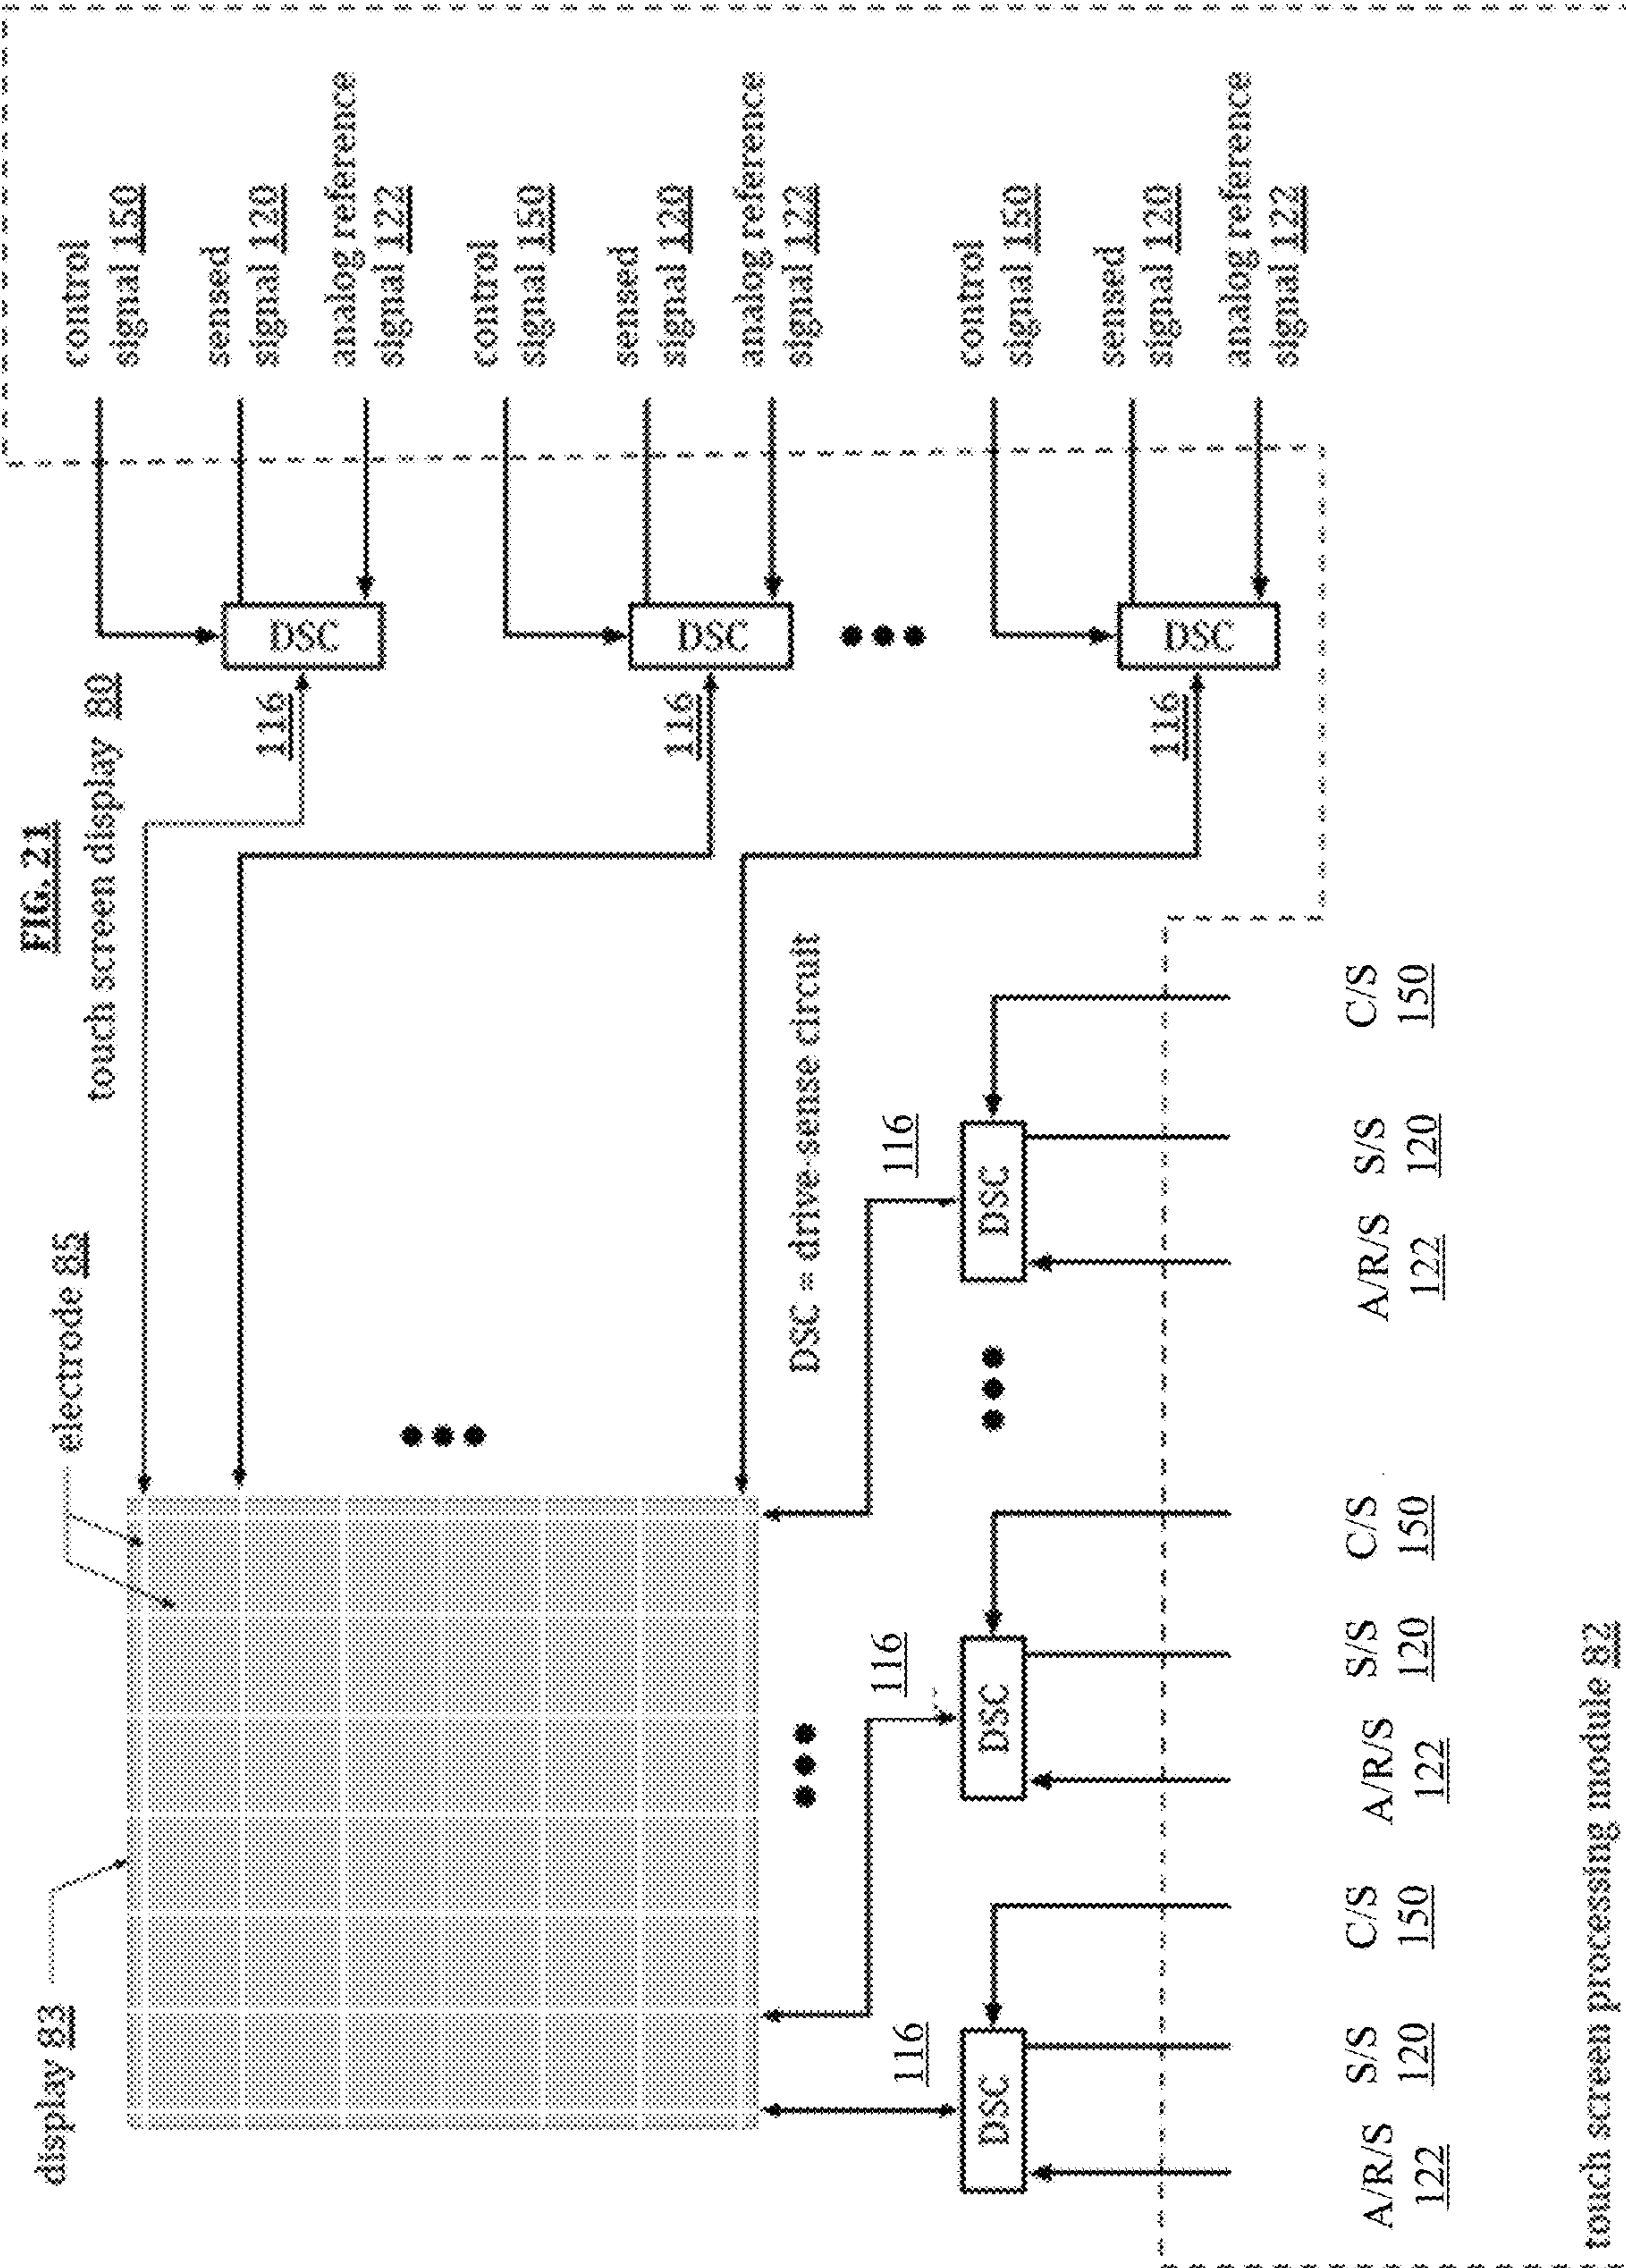 FIG. 21
touch screen display 80
electrode 85
display 83
control
signal 150
sensed
signal 120
analog reference
signal 122
DSC
116
control
signal 150
sensed
signal 120
analog reference
signal 122
DSC
116
control
signal 150
sensed
signal 120
analog reference
signal 122
DSC
116
DSC = drive-sense circuit
116
DSC
A/R/S
122
S/S
120
C/S
150
116
DSC
A/R/S
122
S/S
120
C/S
150
116
DSC
A/R/S
122
S/S
120
C/S
150
touch screen processing module 82